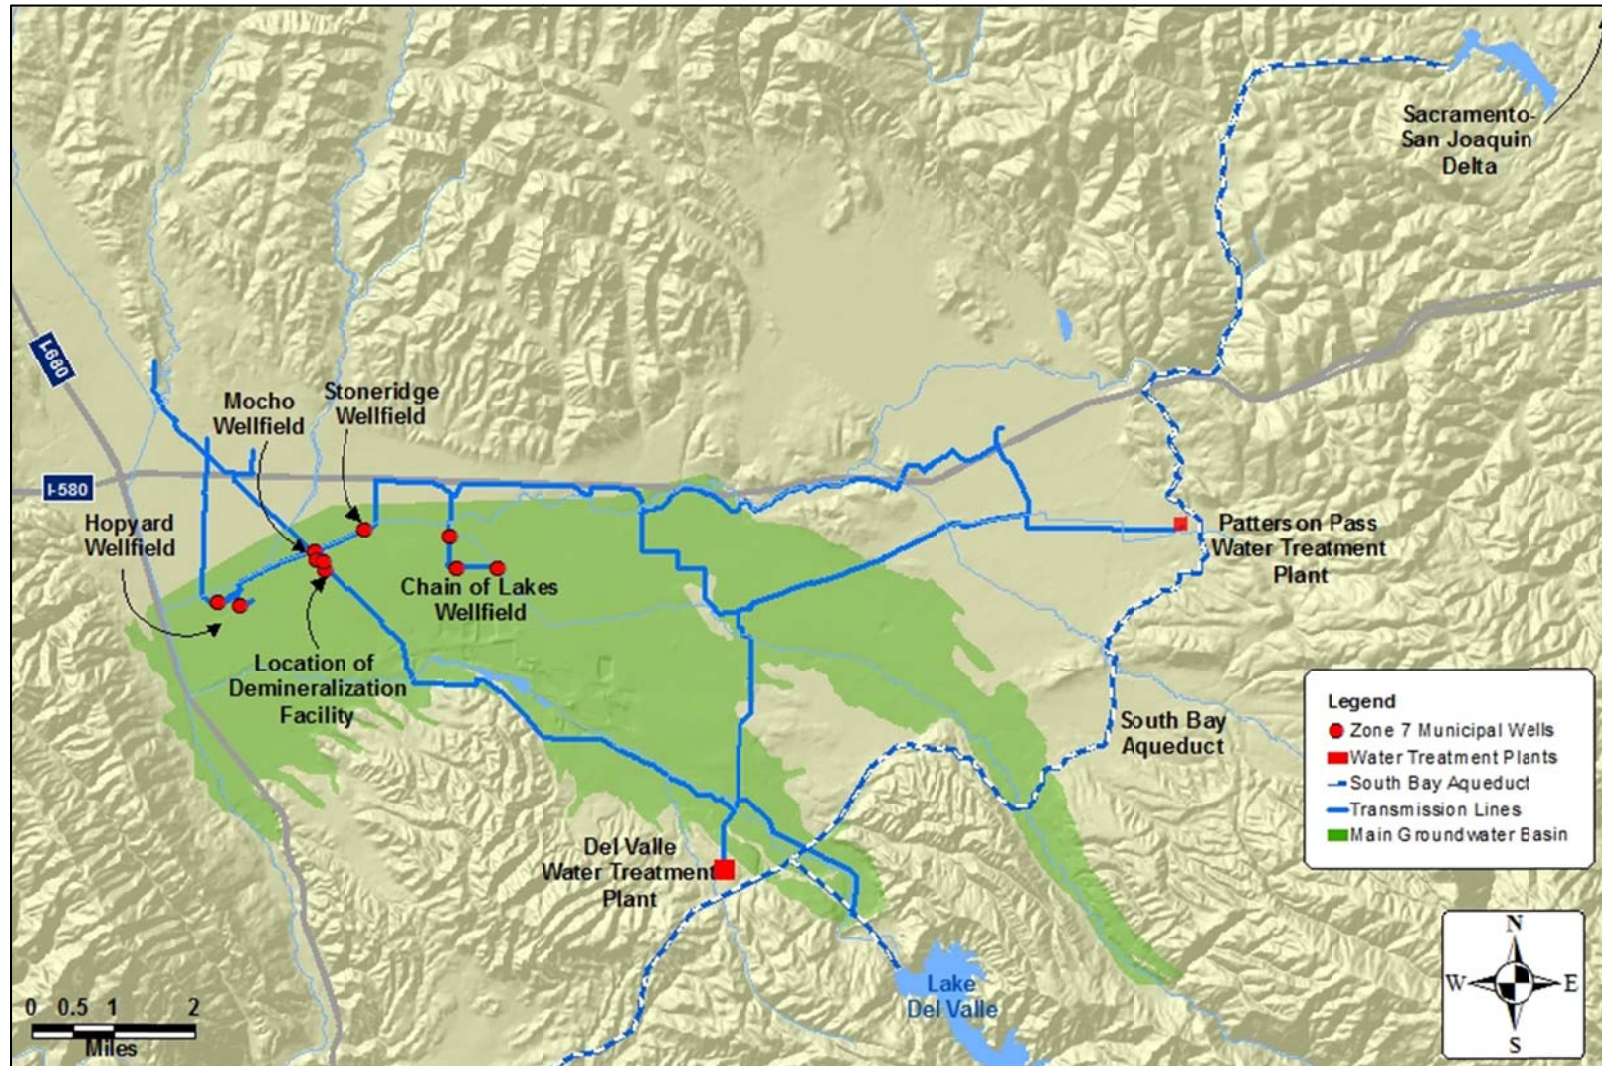 Sacramento-
San Joaquin
Delta
I-680
Mocho
Wellfield
Stoneridge
Wellfield
I-580
Hopyard
Wellfield
Chain of Lakes
Wellfield
Patterson Pass
Water Treatment
Plant
Location of
Demineralization
Facility
South Bay
Aqueduct
Del Valle
Water Treatment
Plant
Lake
Del Valle
Legend
Zone 7 Municipal Wells
Water Treatment Plants
South Bay Aqueduct
Transmission Lines
Main Groundwater Basin
N
W E
S
0 0.5 1 2
Miles